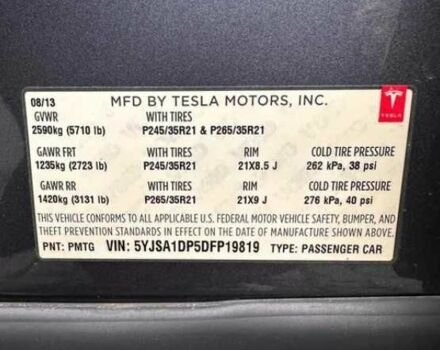 08/13 MFD BY TESLA MOTORS, INC.
GVWR WITH TIRES
2590kg (5710 lb) P245/35R21 & P265/35R21
TESLA
GAWR FRT WITH TIRES RIM COLD TIRE PRESSURE
1235kg (2723 lb) P245/35R21 21X8.5 J 262 kPa, 38 psi
GAWR RR WITH TIRES RIM COLD TIRE PRESSURE
1420kg (3131 lb) P265/35R21 21X9 J 276 kPa, 40 psi
THIS VEHICLE CONFORMS TO ALL APPLICABLE U.S. FEDERAL MOTOR VEHICLE SAFETY, BUMPER, AND
THEFT PREVENTION STANDARDS IN EFFECT ON THE DATE OF MANUFACTURE SHOWN ABOVE.
PNT: PMTG VIN: 5YJSA1DP5DFP19819 TYPE: PASSENGER CAR